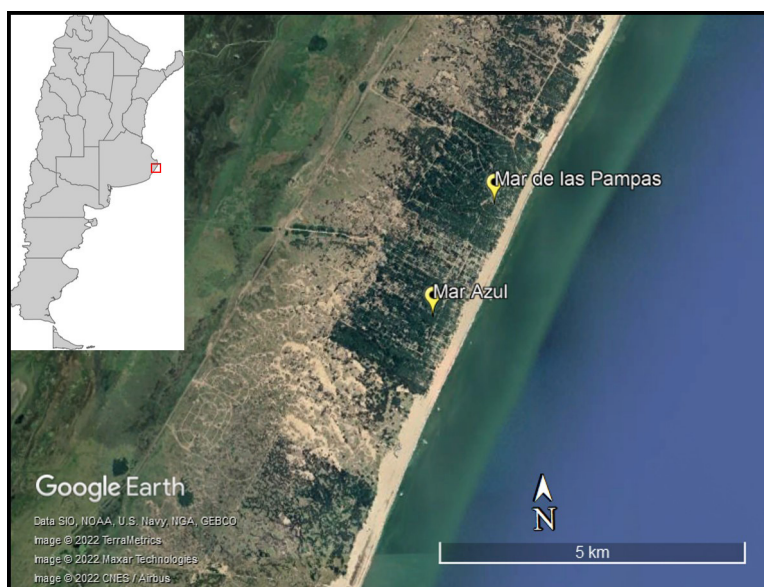 Mar de las Pampas
Mar Azul
Google Earth
Data SIO, NOAA, U.S. Navy, NGA, GEBCO
Image © 2022 TerraMetrics
Image © 2022 Maxar Technologies
Image © 2022 CNES / Airbus
N
5 km